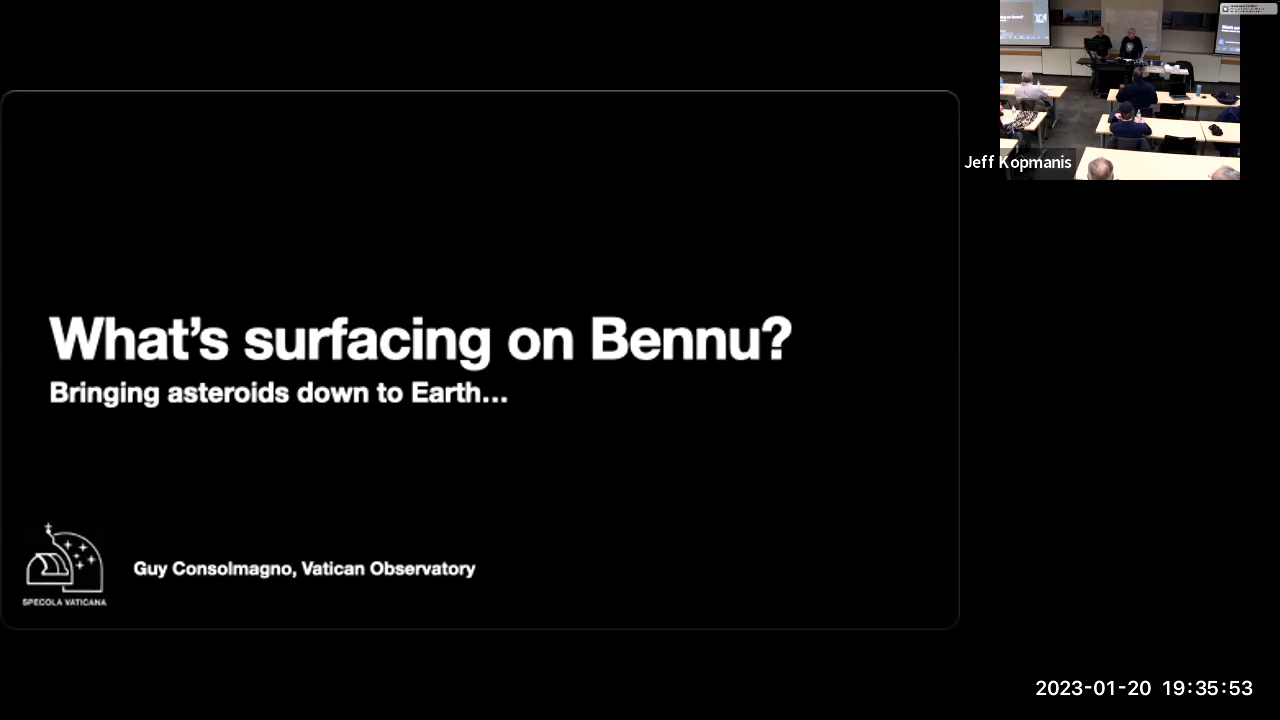 What's surfacing on Bennu?
Bringing asteroids down to Earth...
SPECOLA VATICANA
Guy Consolmagno, Vatican Observatory
Jeff Kopmanis
2023-01-20 19:35:53